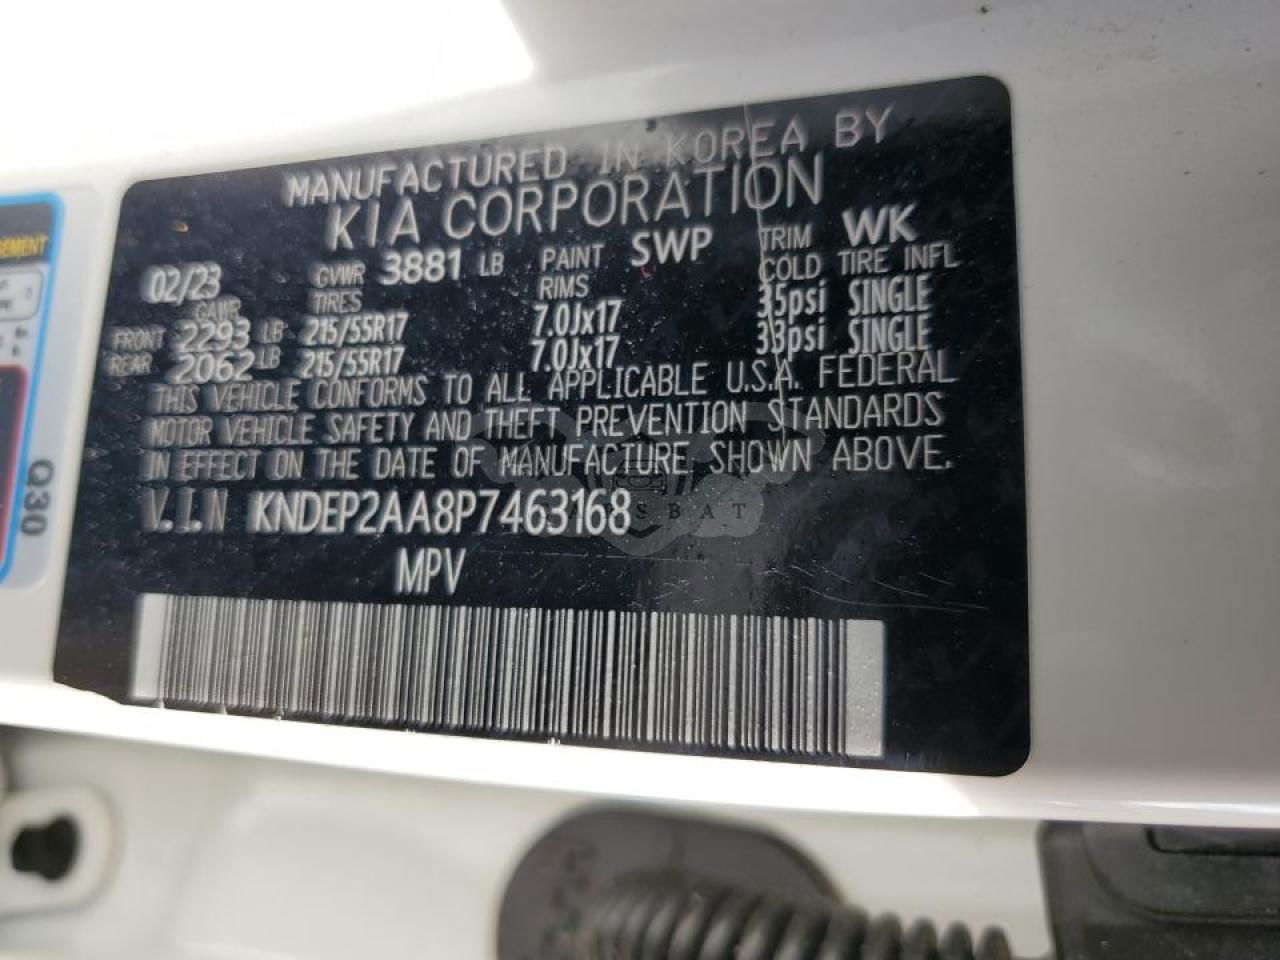 MANUFACTURED IN KOREA BY
KIA CORPORATION
02/23 GVWR 3881 LB PAINT SWP TRIM WK
GAWR TIRES RIMS COLD TIRE INFL
FRONT 2293 LB 215/55R17 7.0Jx17 35psi SINGLE
REAR 2062 LB 215/55R17 7.0Jx17 33psi SINGLE
THIS VEHICLE CONFORMS TO ALL APPLICABLE U.S.A. FEDERAL
MOTOR VEHICLE SAFETY AND THEFT PREVENTION STANDARDS
IN EFFECT ON THE DATE OF MANUFACTURE SHOWN ABOVE.
V.I.N KNDEP2AA8P7463168
MPV
Q30